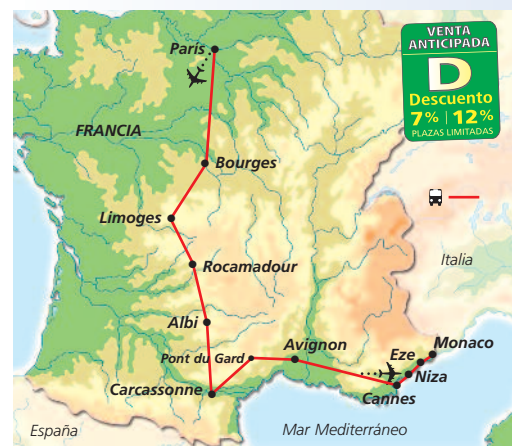 VENTA
ANTICIPADA
D
Descuento
7% | 12%
PLAZAS LIMITADAS
París
FRANCIA
Bourges
Limoges
Rocamadour
Italia
Albi
Pont du Gard
Avignon
Eze
Monaco
Niza
Carcassonne
Cannes
España
Mar Mediterráneo